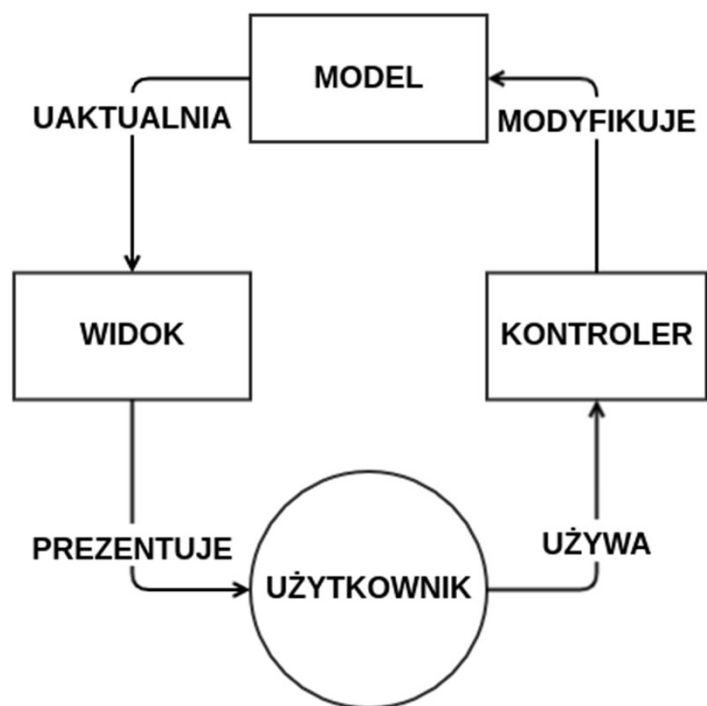 MODEL
UAKTUALNIA
MODYFIKUJE
WIDOK
KONTROLER
PREZENTUJE
UŻYWA
UŻYTKOWNIK